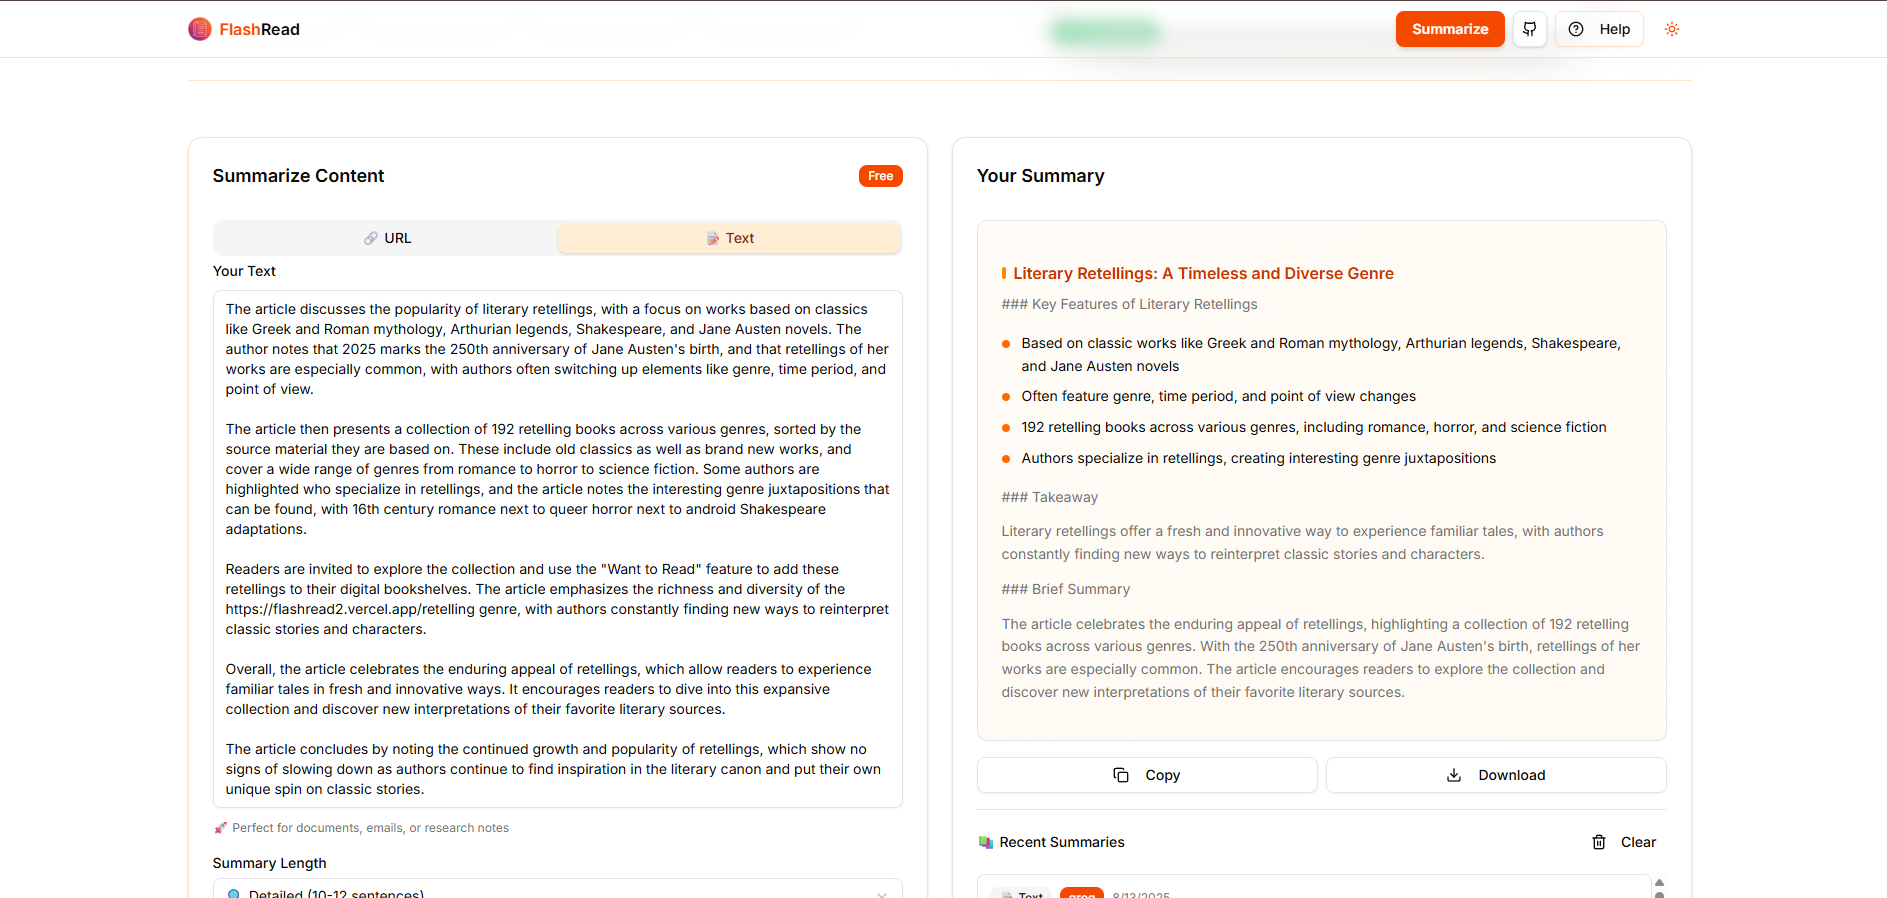 FlashRead
Summarize
Help
Summarize Content
Free
URL
Text
Your Text
The article discusses the popularity of literary retellings, with a focus on works based on classics
like Greek and Roman mythology, Arthurian legends, Shakespeare, and Jane Austen novels. The
author notes that 2025 marks the 250th anniversary of Jane Austen's birth, and that retellings of her
works are especially common, with authors often switching up elements like genre, time period, and
point of view.
The article then presents a collection of 192 retelling books across various genres, sorted by the
source material they are based on. These include old classics as well as brand new works, and
cover a wide range of genres from romance to horror to science fiction. Some authors are
highlighted who specialize in retellings, and the article notes the interesting genre juxtapositions that
can be found, with 16th century romance next to queer horror next to android Shakespeare
adaptations.
Readers are invited to explore the collection and use the "Want to Read" feature to add these
retellings to their digital bookshelves. The article emphasizes the richness and diversity of the
https://flashread2.vercel.app/retelling genre, with authors constantly finding new ways to reinterpret
classic stories and characters.
Overall, the article celebrates the enduring appeal of retellings, which allow readers to experience
familiar tales in fresh and innovative ways. It encourages readers to dive into this expansive
collection and discover new interpretations of their favorite literary sources.
The article concludes by noting the continued growth and popularity of retellings, which show no
signs of slowing down as authors continue to find inspiration in the literary canon and put their own
unique spin on classic stories.
Perfect for documents, emails, or research notes
Summary Length
Detailed (10-12 sentences)
Your Summary
Literary Retellings: A Timeless and Diverse Genre
### Key Features of Literary Retellings
Based on classic works like Greek and Roman mythology, Arthurian legends, Shakespeare,
and Jane Austen novels
Often feature genre, time period, and point of view changes
192 retelling books across various genres, including romance, horror, and science fiction
Authors specialize in retellings, creating interesting genre juxtapositions
### Takeaway
Literary retellings offer a fresh and innovative way to experience familiar tales, with authors
constantly finding new ways to reinterpret classic stories and characters.
### Brief Summary
The article celebrates the enduring appeal of retellings, highlighting a collection of 192 retelling
books across various genres. With the 250th anniversary of Jane Austen's birth, retellings of her
works are especially common. The article encourages readers to explore the collection and
discover new interpretations of their favorite literary sources.
Copy
Download
Recent Summaries
Clear
Text
groq
8/13/2025